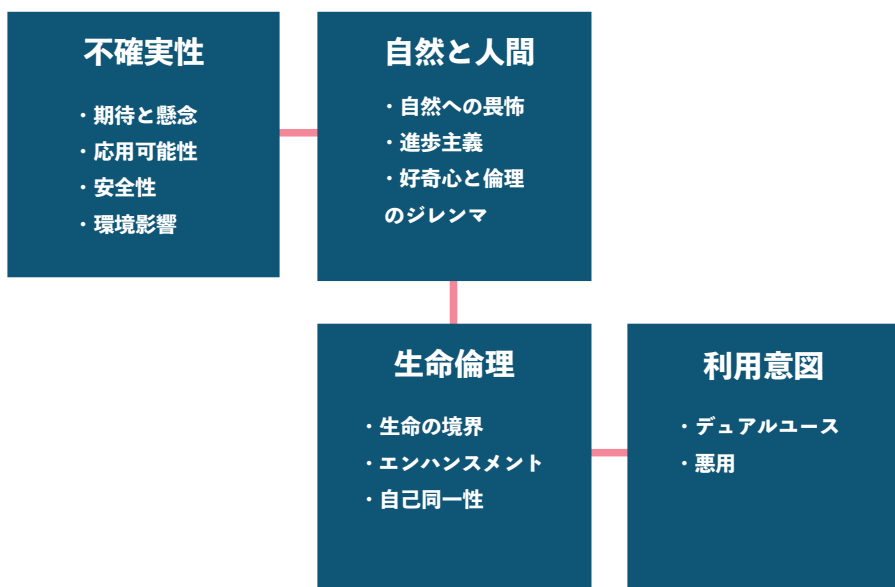 不確実性
・期待と懸念
・応用可能性
・安全性
・環境影響
自然と人間
・自然への畏怖
・進歩主義
・好奇心と倫理
のジレンマ
生命倫理
・生命の境界
・エンハンスメント
・自己同一性
利用意図
・デュアルユース
・悪用